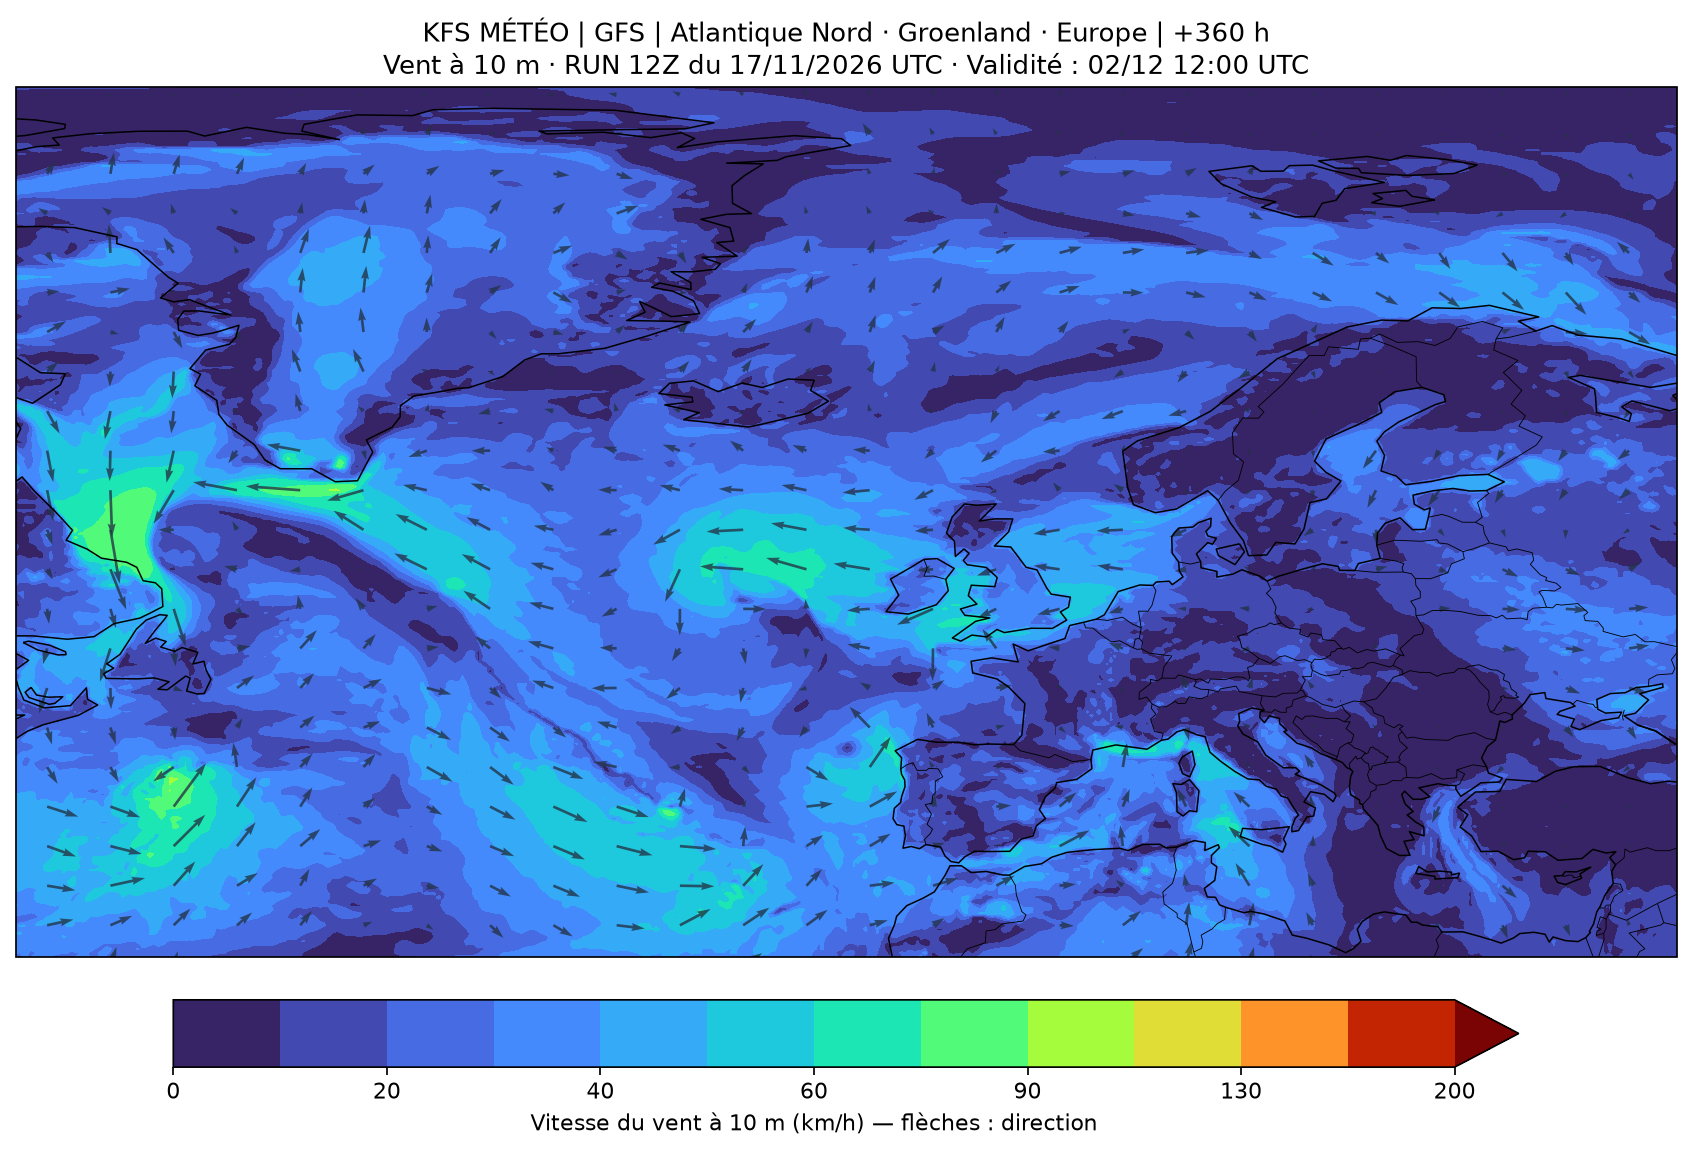 KFS MÉTÉO | GFS | Atlantique Nord · Groenland · Europe | +360 h
Vent à 10 m · RUN 12Z du 17/11/2026 UTC · Validité : 02/12 12:00 UTC
0 20 40 60 90 130 200
Vitesse du vent à 10 m (km/h) — flèches : direction